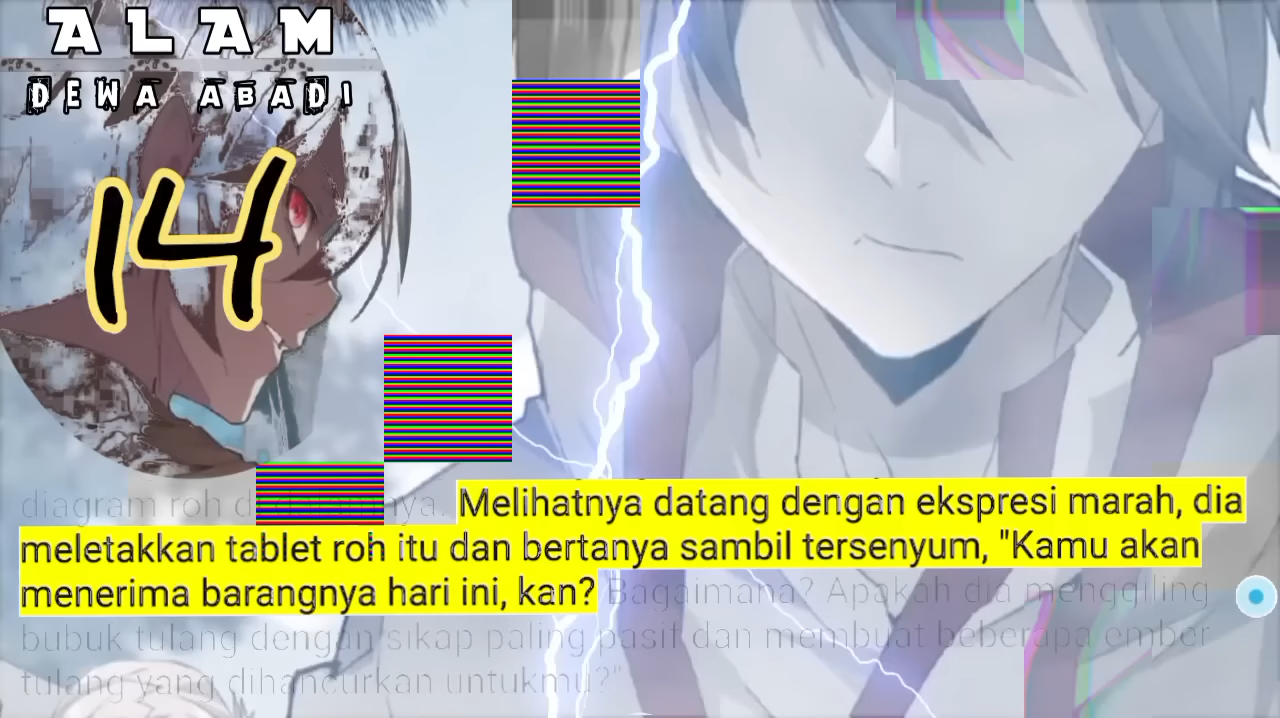 ALAM
DEWA ABADI
14
diagram roh di dalamnya. Melihatnya datang dengan ekspresi marah, dia
meletakkan tablet roh itu dan bertanya sambil tersenyum, "Kamu akan
menerima barangnya hari ini, kan? Bagaimana? Apakah dia menggiling
bubuk tulang dengan sikap paling pasif dan membuat beberapa ember
tulang yang dihancurkan untukmu?"